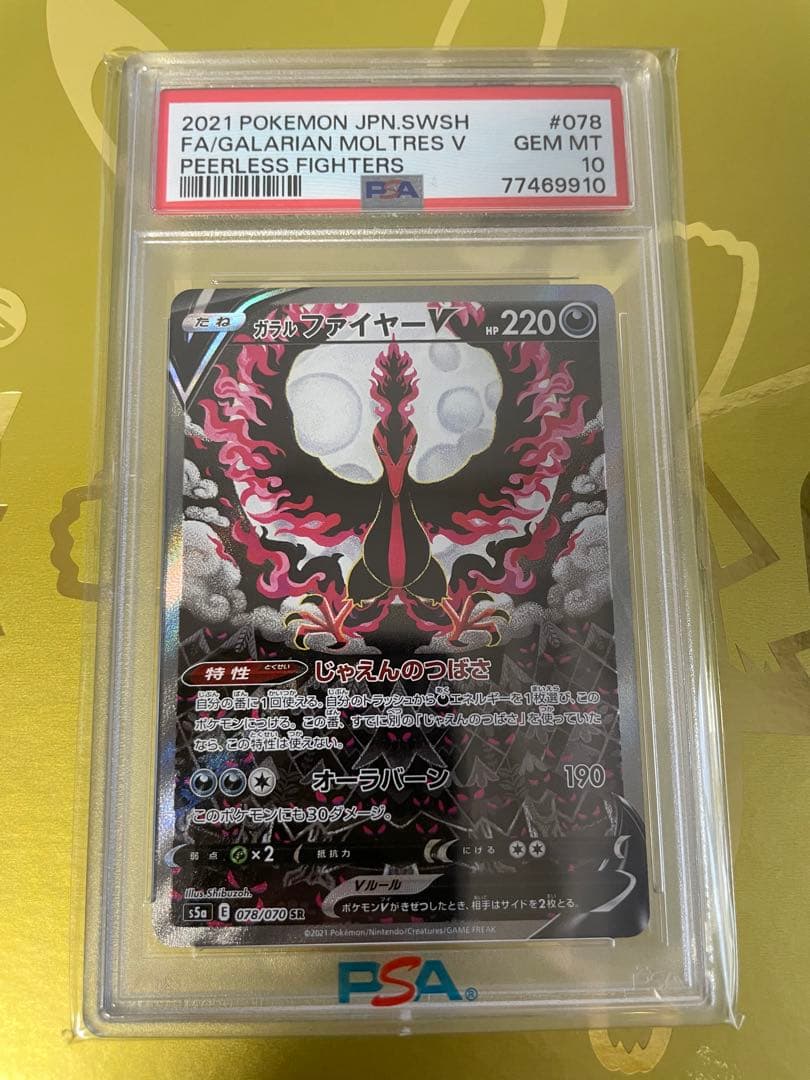 2021 POKEMON JPN.SWSH #078
FA/GALARIAN MOLTRES V GEM MT
PEERLESS FIGHTERS 10
PSA 77469910
たね ガラル ファイヤーV HP 220
特性 とくせい じゃえんのつばさ
自分の番に1回使える。自分のトラッシュからエネルギーを1枚選び、この
ポケモンにつける。この番、すでに別の「じゃえんのつばさ」を使っていた
なら、この特性は使えない。
オーラバーン 190
このポケモンにも30ダメージ。
弱点 ×2 抵抗力 にげる
Vルール
ポケモンVがきぜつしたとき、相手はサイドを2枚とる。
Illus. Shibuzoh.
s5a E 078/070 SR
©2021 Pokémon/Nintendo/Creatures/GAME FREAK
PSA®